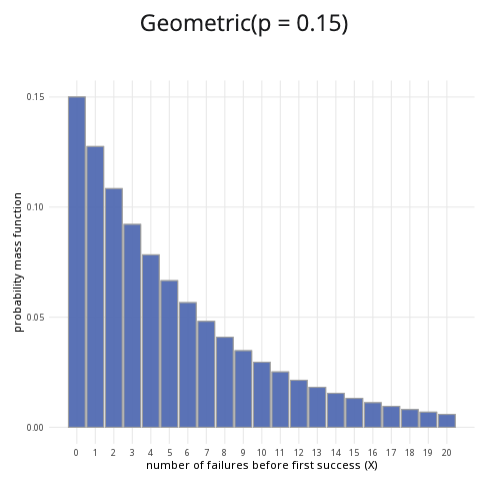 Geometric(p = 0.15)
probability mass function
0.15
0.10
0.05
0.00
0 1 2 3 4 5 6 7 8 9 10 11 12 13 14 15 16 17 18 19 20
number of failures before first success (X)